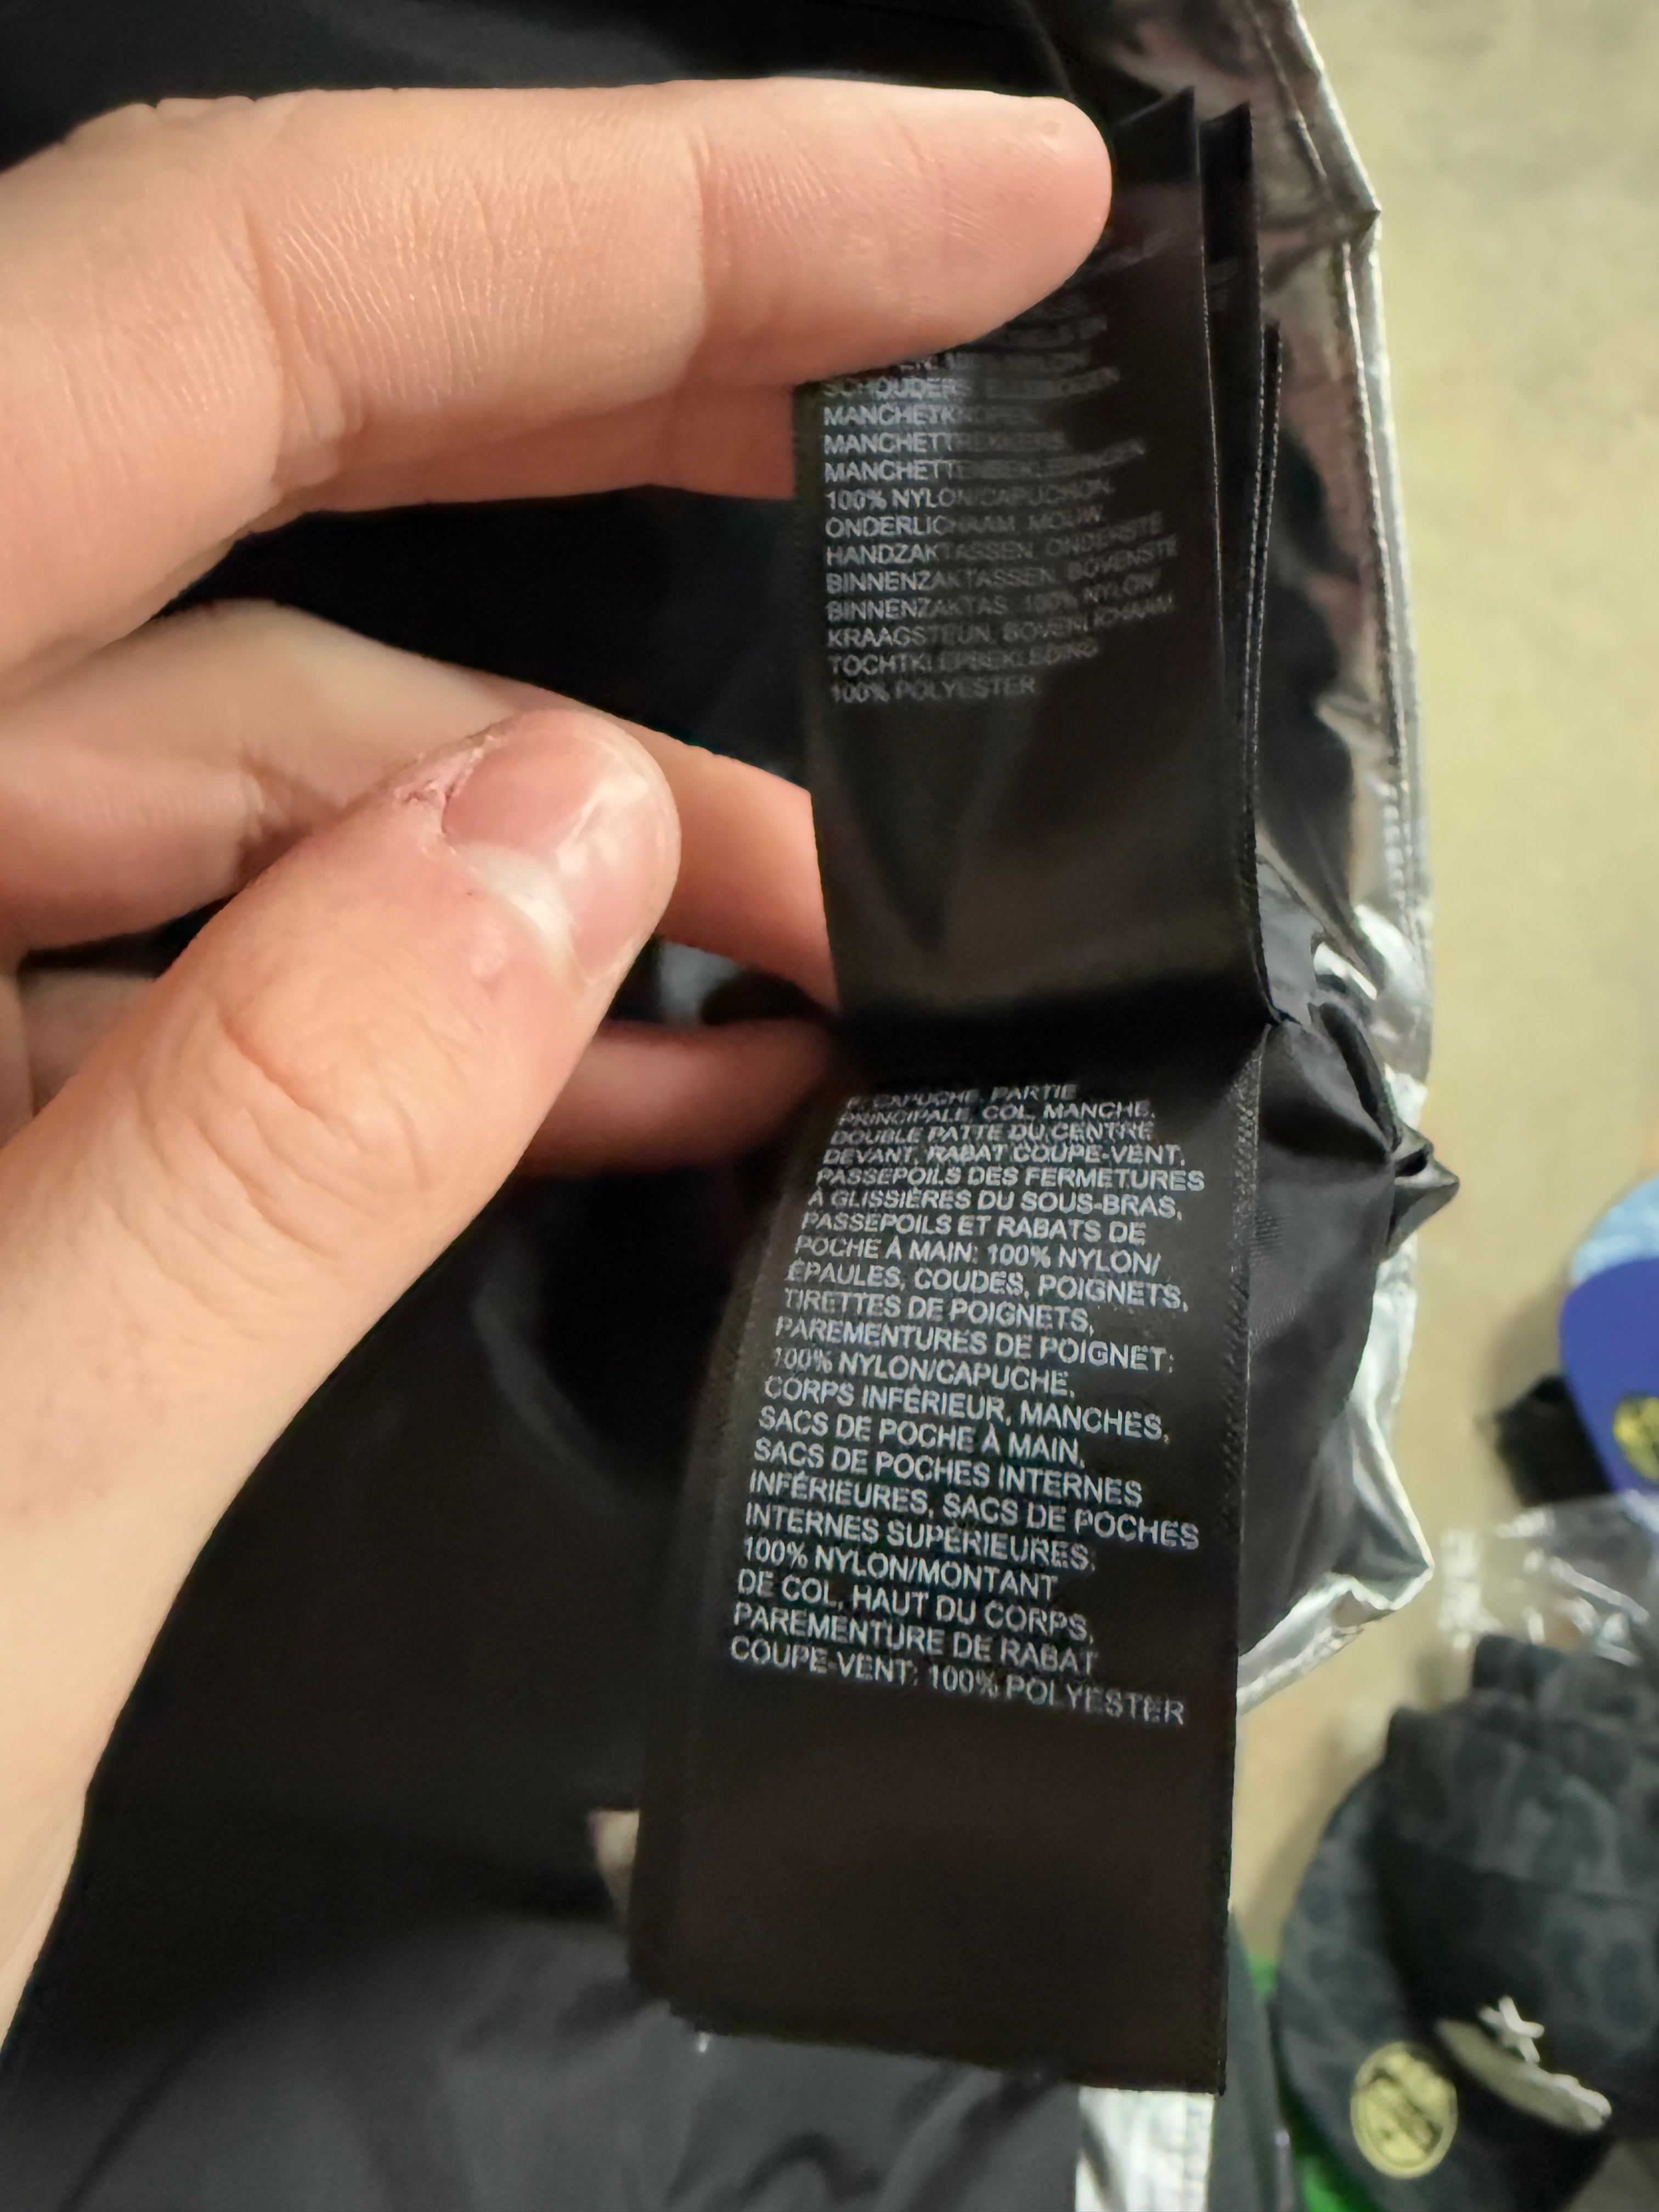 SCHOUDERS, ELLEBOGEN
MANCHETKNOPEN
MANCHETTREKKERS
MANCHETTENBEKLEDINGEN
100% NYLON/CAPUCHON,
ONDERLICHAAM, MOUW,
HANDZAKTASSEN, ONDERSTE
BINNENZAKTASSEN, BOVENSTE
BINNENZAKTAS: 100% NYLON/
KRAAGSTEUN, BOVENLICHAAM
TOCHTKLEPBEKLEDING
100% POLYESTER
CAPUCHE, PARTIE
PRINCIPALE, COL, MANCHE,
DOUBLE PATTE DU CENTRE
DEVANT, RABAT COUPE-VENT,
PASSEPOILS DES FERMETURES
À GLISSIÈRES DU SOUS-BRAS,
PASSEPOILS ET RABATS DE
POCHE À MAIN: 100% NYLON/
ÉPAULES, COUDES, POIGNETS,
TIRETTES DE POIGNETS,
PAREMENTURES DE POIGNET:
100% NYLON/CAPUCHE,
CORPS INFÉRIEUR, MANCHES,
SACS DE POCHE À MAIN,
SACS DE POCHES INTERNES
INFÉRIEURES, SACS DE POCHES
INTERNES SUPÉRIEURES:
100% NYLON/MONTANT
DE COL, HAUT DU CORPS,
PAREMENTURE DE RABAT
COUPE-VENT: 100% POLYESTER